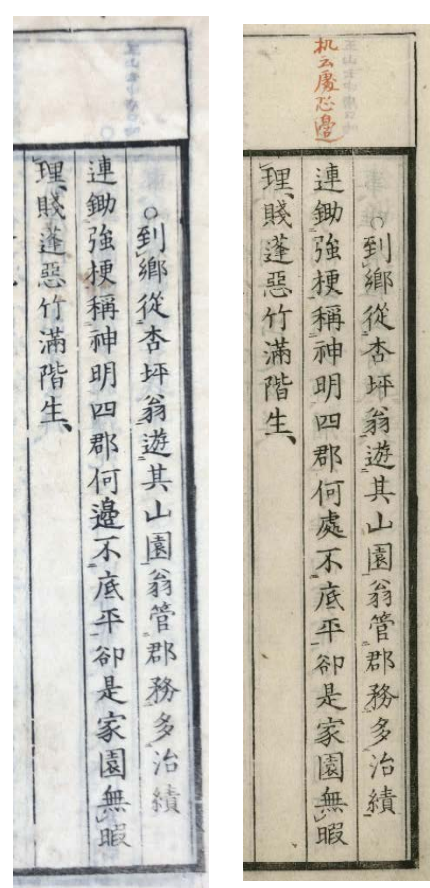 ○到鄉從杏坪翁遊其山園翁管郡務多治績
連鋤強梗稱神明四郡何邊不底平卻是家園無暇
理、賤蓬惡竹滿階生、
机云處恐邊
○到鄉從杏坪翁遊其山園翁管郡務多治績
連鋤強梗稱神明四郡何處不底平卻是家園無暇
理、賤蓬惡竹滿階生、